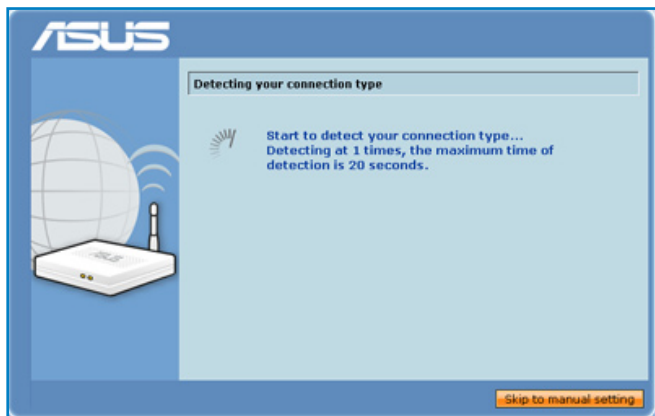 ASUS
Detecting your connection type
Start to detect your connection type...
Detecting at 1 times, the maximum time of
detection is 20 seconds.
ASUS
Skip to manual setting